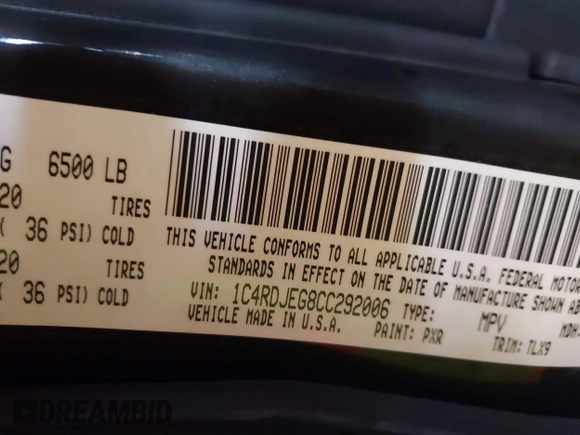 G 6500 LB
20 TIRES
( 36 PSI) COLD
20 TIRES
( 36 PSI) COLD
THIS VEHICLE CONFORMS TO ALL APPLICABLE U.S.A. FEDERAL MOTOR
STANDARDS IN EFFECT ON THE DATE OF MANUFACTURE SHOWN AB
VIN: 1C4RDJEG8CC292006 TYPE: MPV MDH:
VEHICLE MADE IN U.S.A. PAINT: PXR TRIM: TLX9
DREAMBID